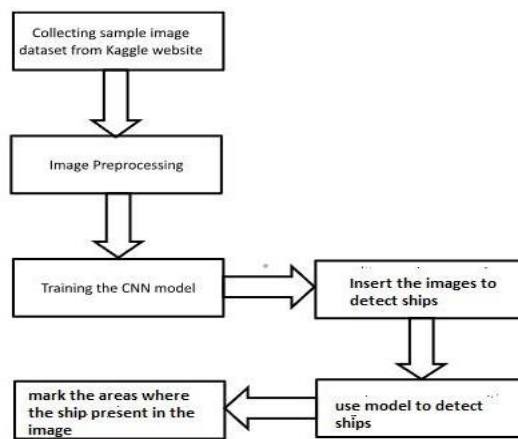 Collecting sample image
dataset from Kaggle website
Image Preprocessing
Training the CNN model
Insert the images to
detect ships
use model to detect
ships
mark the areas where
the ship present in the
image